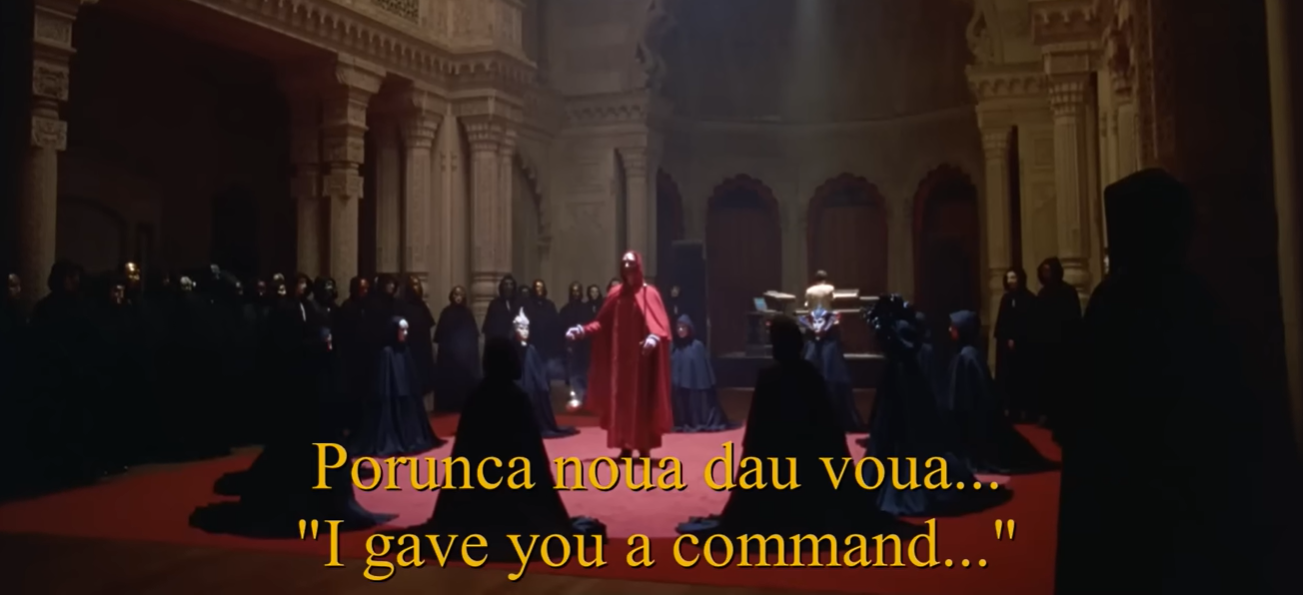 Porunca noua dau voua...
"I gave you a command..."